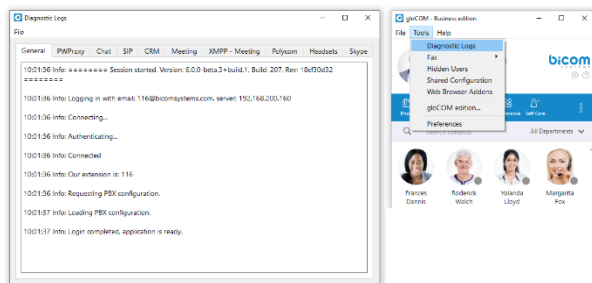 Diagnostic Logs
File
General PWProxy Chat SIP CRM Meeting XMPP - Meeting Polycom Headsets Skype
10:01:36 Info: ======== Session started. Version: 6.0.0-beta.3+build.1, Build: 207, Rev: 18cf30d32
========
10:01:36 Info: Logging in with email: 116@bicomsystems.com, server: 192.168.200.160
10:01:36 Info: Connecting...
10:01:36 Info: Authenticating...
10:01:36 Info: Connected
10:01:36 Info: Our extension is: 116
10:01:36 Info: Requesting PBX configuration.
10:01:37 Info: Loading PBX configuration.
10:01:37 Info: Login completed, application is ready.
gloCOM - Business edition
File Tools Help
Diagnostic Logs
Fax
Hidden Users
Shared Configuration
Web Browser Addons
gloCOM edition...
Preferences
bicom
Self Care
Search contacts
All Departments
Frances Dennis
Roderick Welch
Yolanda Lloyd
Margarita Fox